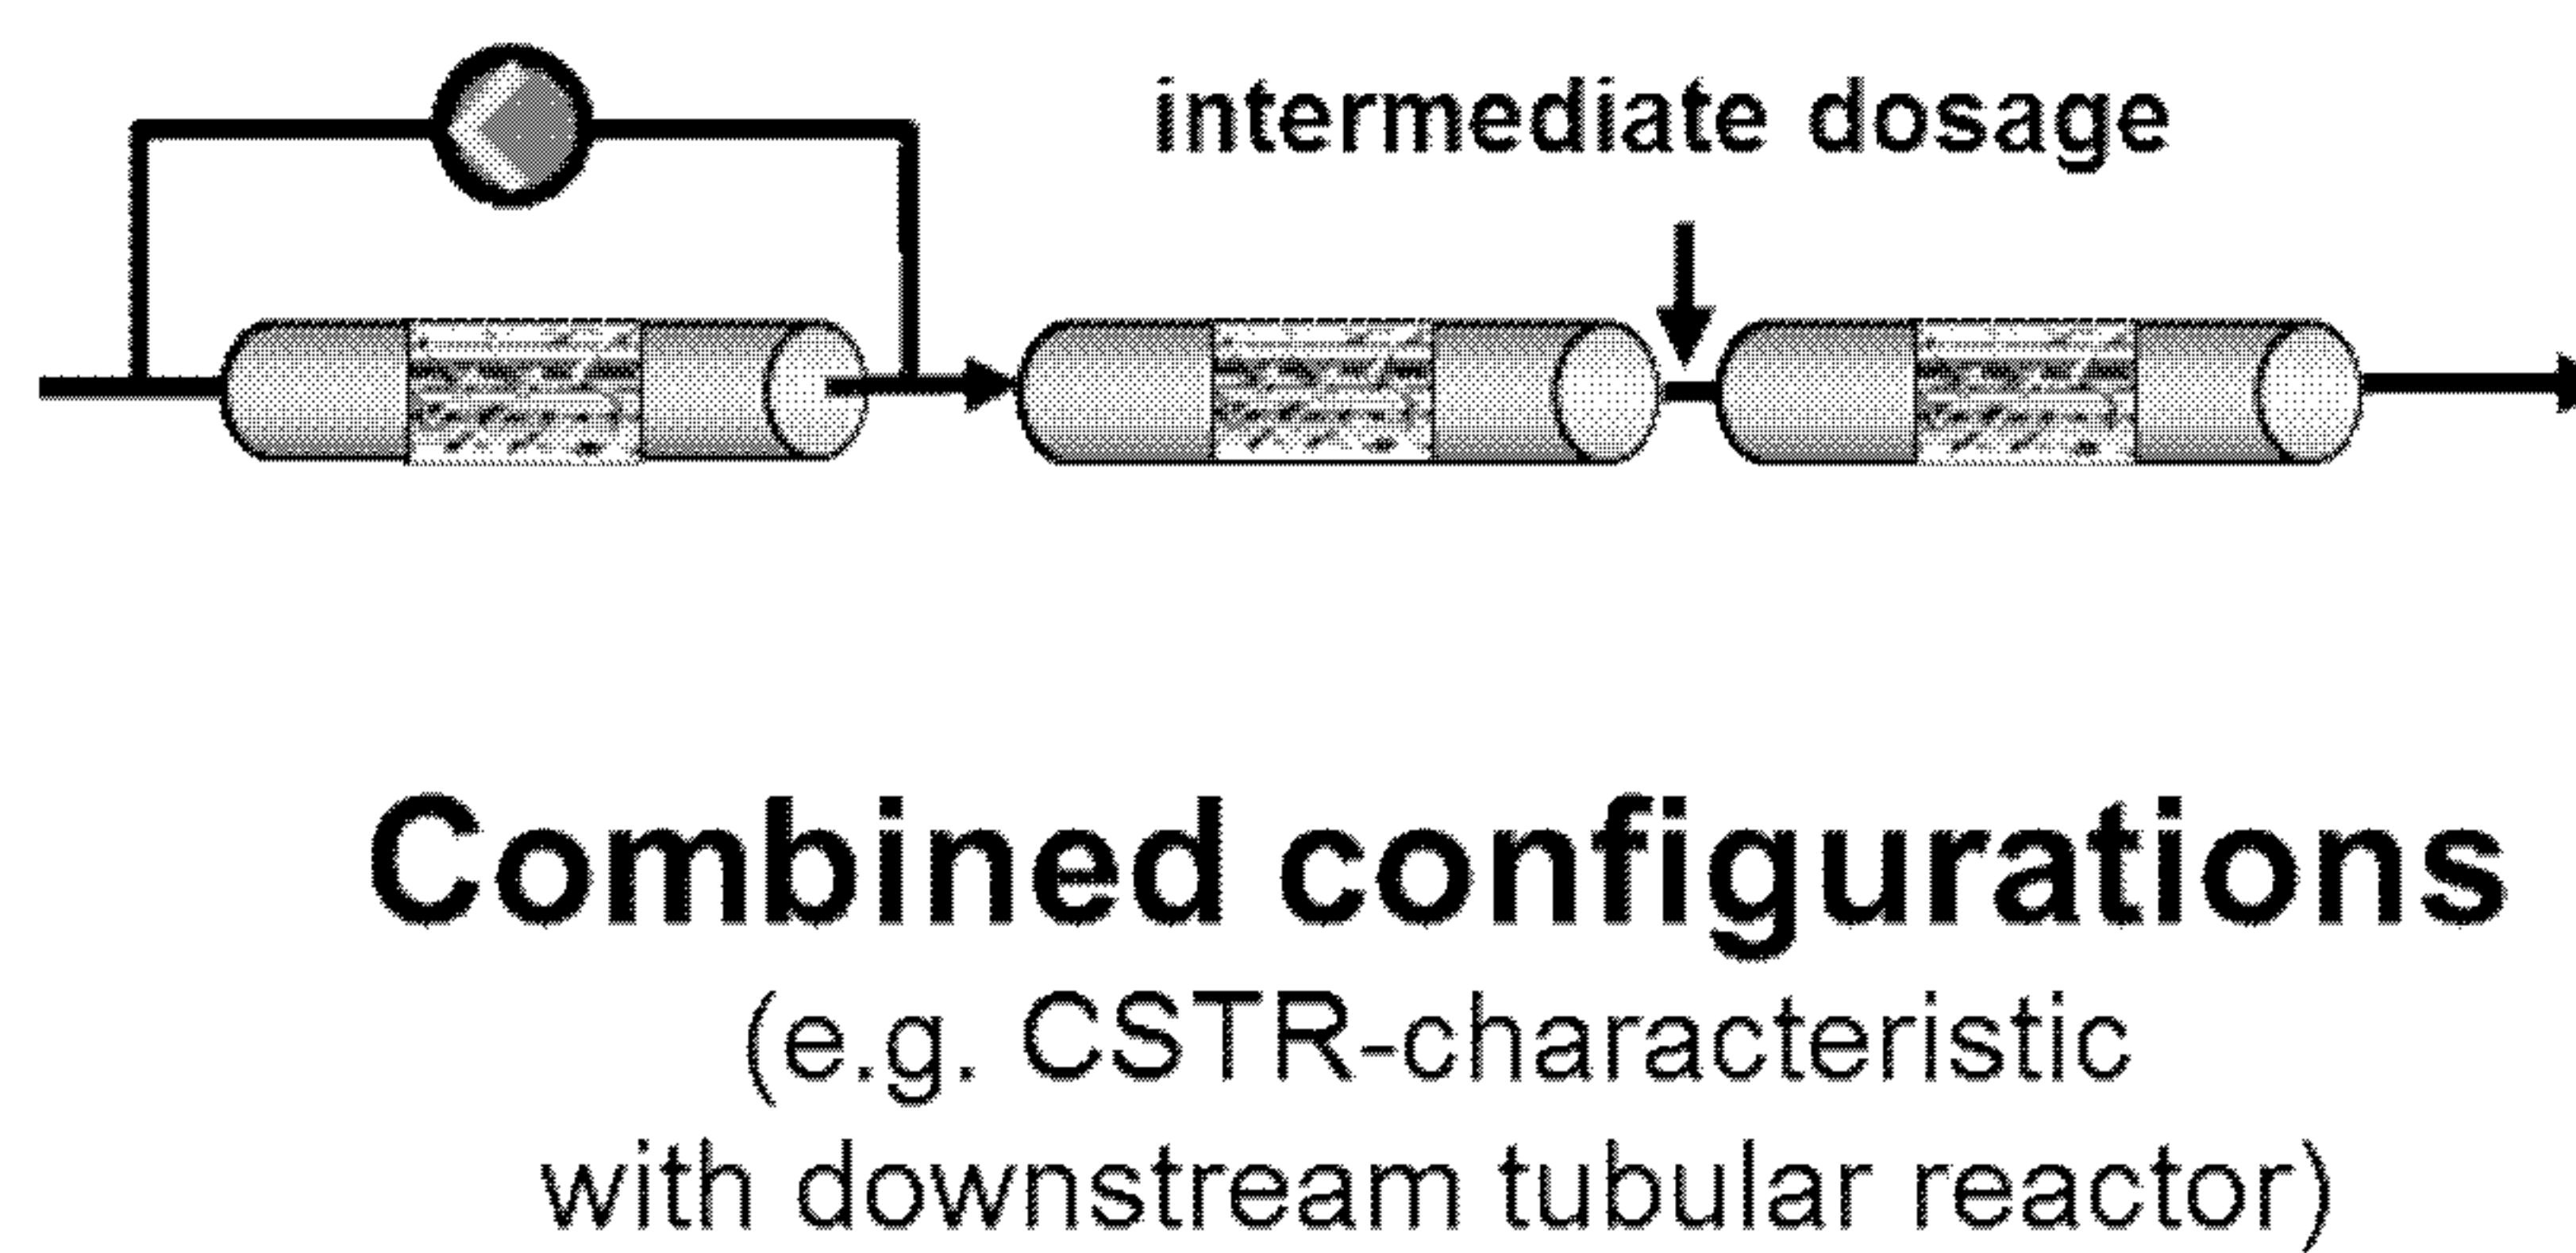 intermediate dosage
Combined configurations
(e.g. CSTR-characteristic
with downstream tubular reactor)